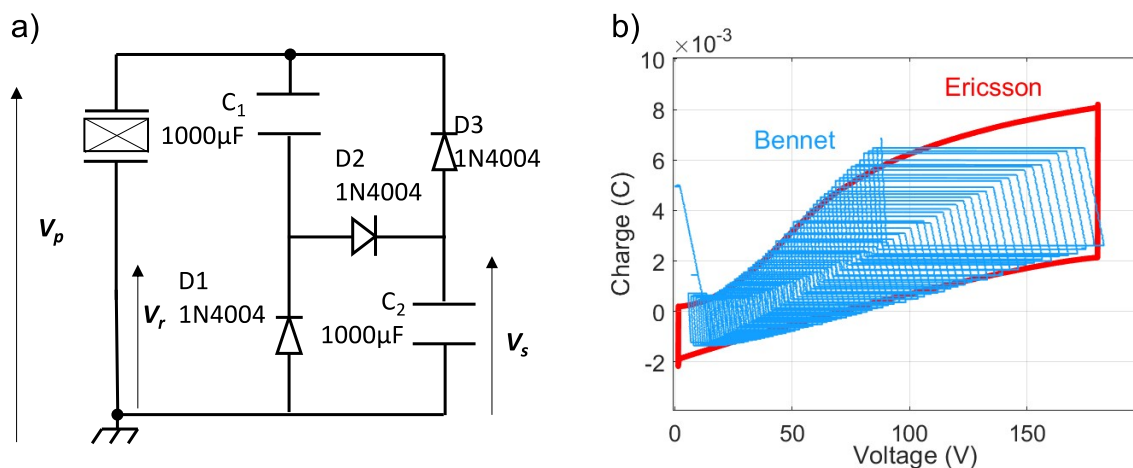 a)
C1
1000μF
D3
1N4004
D2
1N4004
Vp
Vr
D1
1N4004
C2
1000μF
Vs
b)
×10-3
10
8
6
4
2
0
-2
Charge (C)
Ericsson
Bennet
0
50
100
150
Voltage (V)